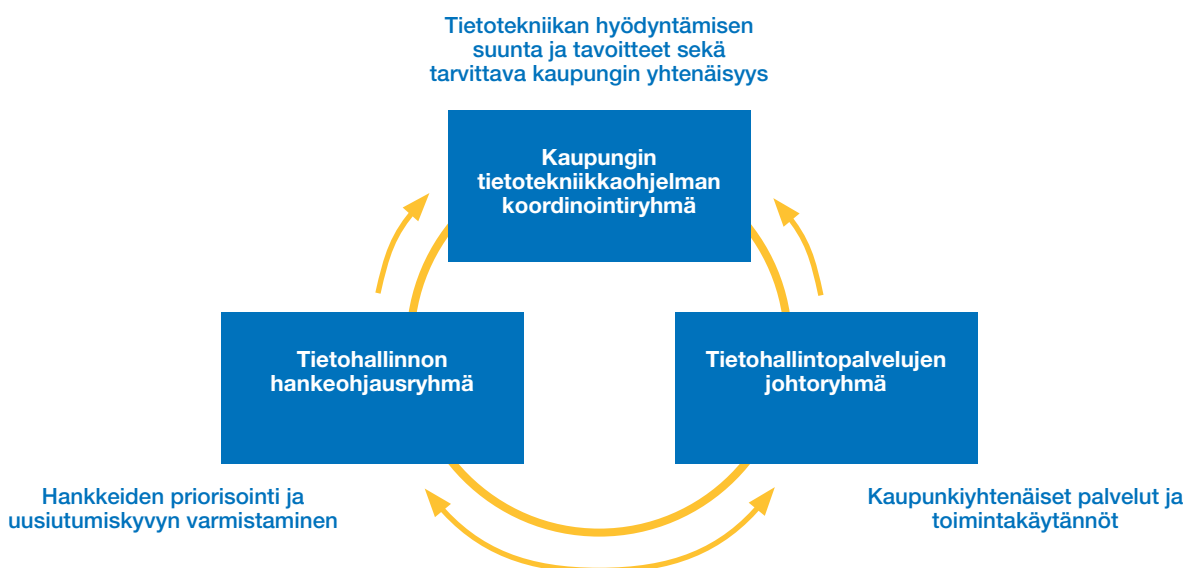 Tietotekniikan hyödyntämisen
suunta ja tavoitteet sekä
tarvittava kaupungin yhtenäisyys
Kaupungin
tietotekniikkaohjelman
koordinointiryhmä
Tietohallinnon
hankeohjausryhmä
Tietohallintopalvelujen
johtoryhmä
Hankkeiden priorisointi ja
uusiutumiskyvyn varmistaminen
Kaupunkiyhtenäiset palvelut ja
toimintakäytännöt